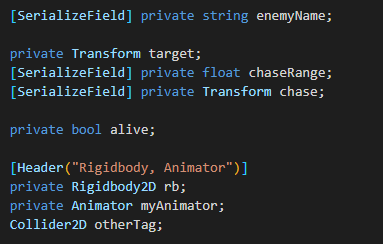 [SerializeField] private string enemyName;
private Transform target;
[SerializeField] private float chaseRange;
[SerializeField] private Transform chase;
private bool alive;
[Header("Rigidbody, Animator")]
private Rigidbody2D rb;
private Animator myAnimator;
Collider2D otherTag;